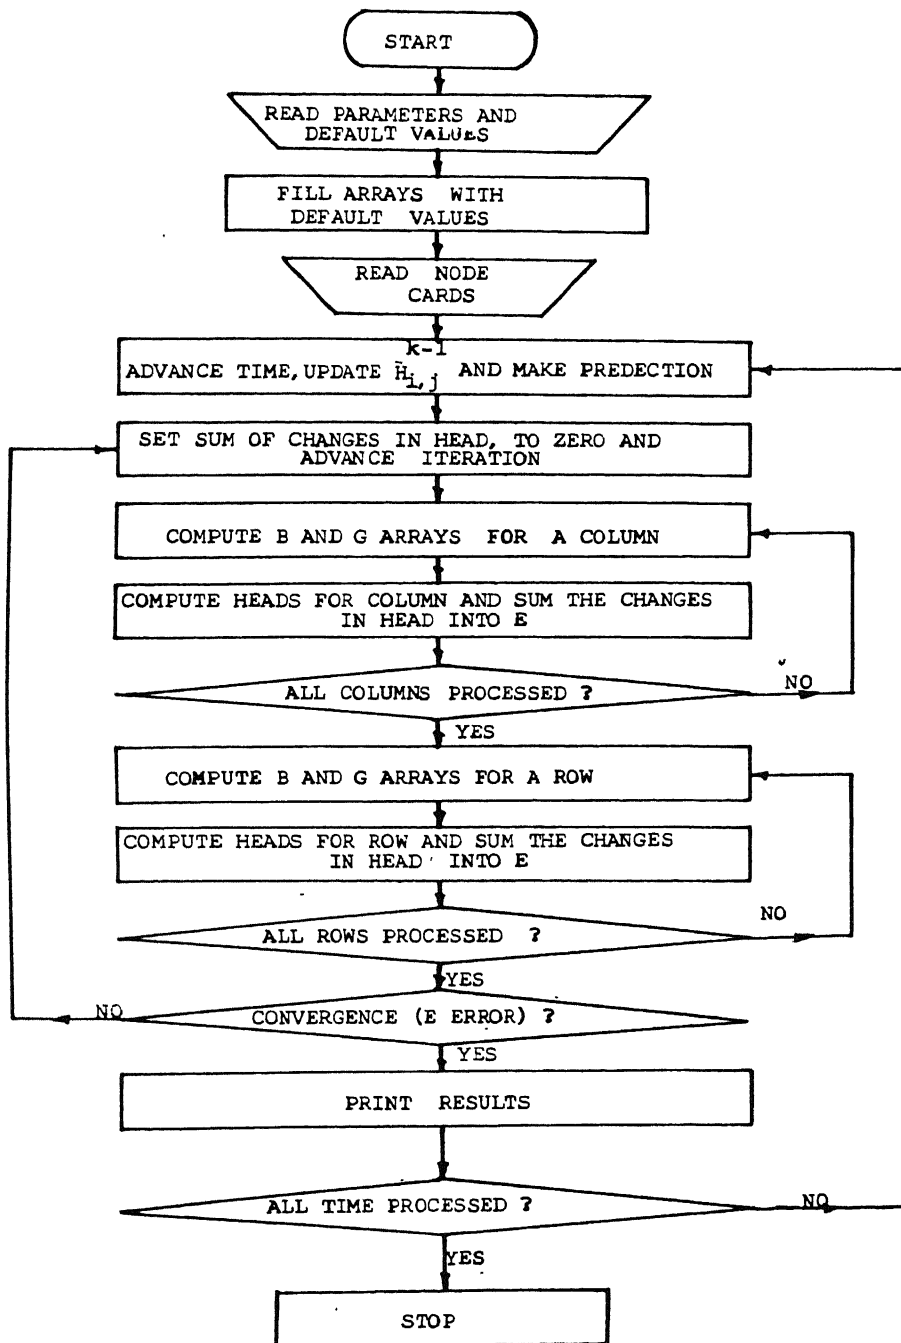 START
READ PARAMETERS AND
DEFAULT VALUES
FILL ARRAYS WITH
DEFAULT VALUES
READ NODE
CARDS
k-1
ADVANCE TIME, UPDATE H̃i,j AND MAKE PREDECTION
SET SUM OF CHANGES IN HEAD, TO ZERO AND
ADVANCE ITERATION
COMPUTE B AND G ARRAYS FOR A COLUMN
COMPUTE HEADS FOR COLUMN AND SUM THE CHANGES
IN HEAD INTO E
ALL COLUMNS PROCESSED ?
NO
YES
COMPUTE B AND G ARRAYS FOR A ROW
COMPUTE HEADS FOR ROW AND SUM THE CHANGES
IN HEAD INTO E
NO
ALL ROWS PROCESSED ?
YES
NO
CONVERGENCE (E ERROR) ?
YES
PRINT RESULTS
ALL TIME PROCESSED ?
NO
YES
STOP